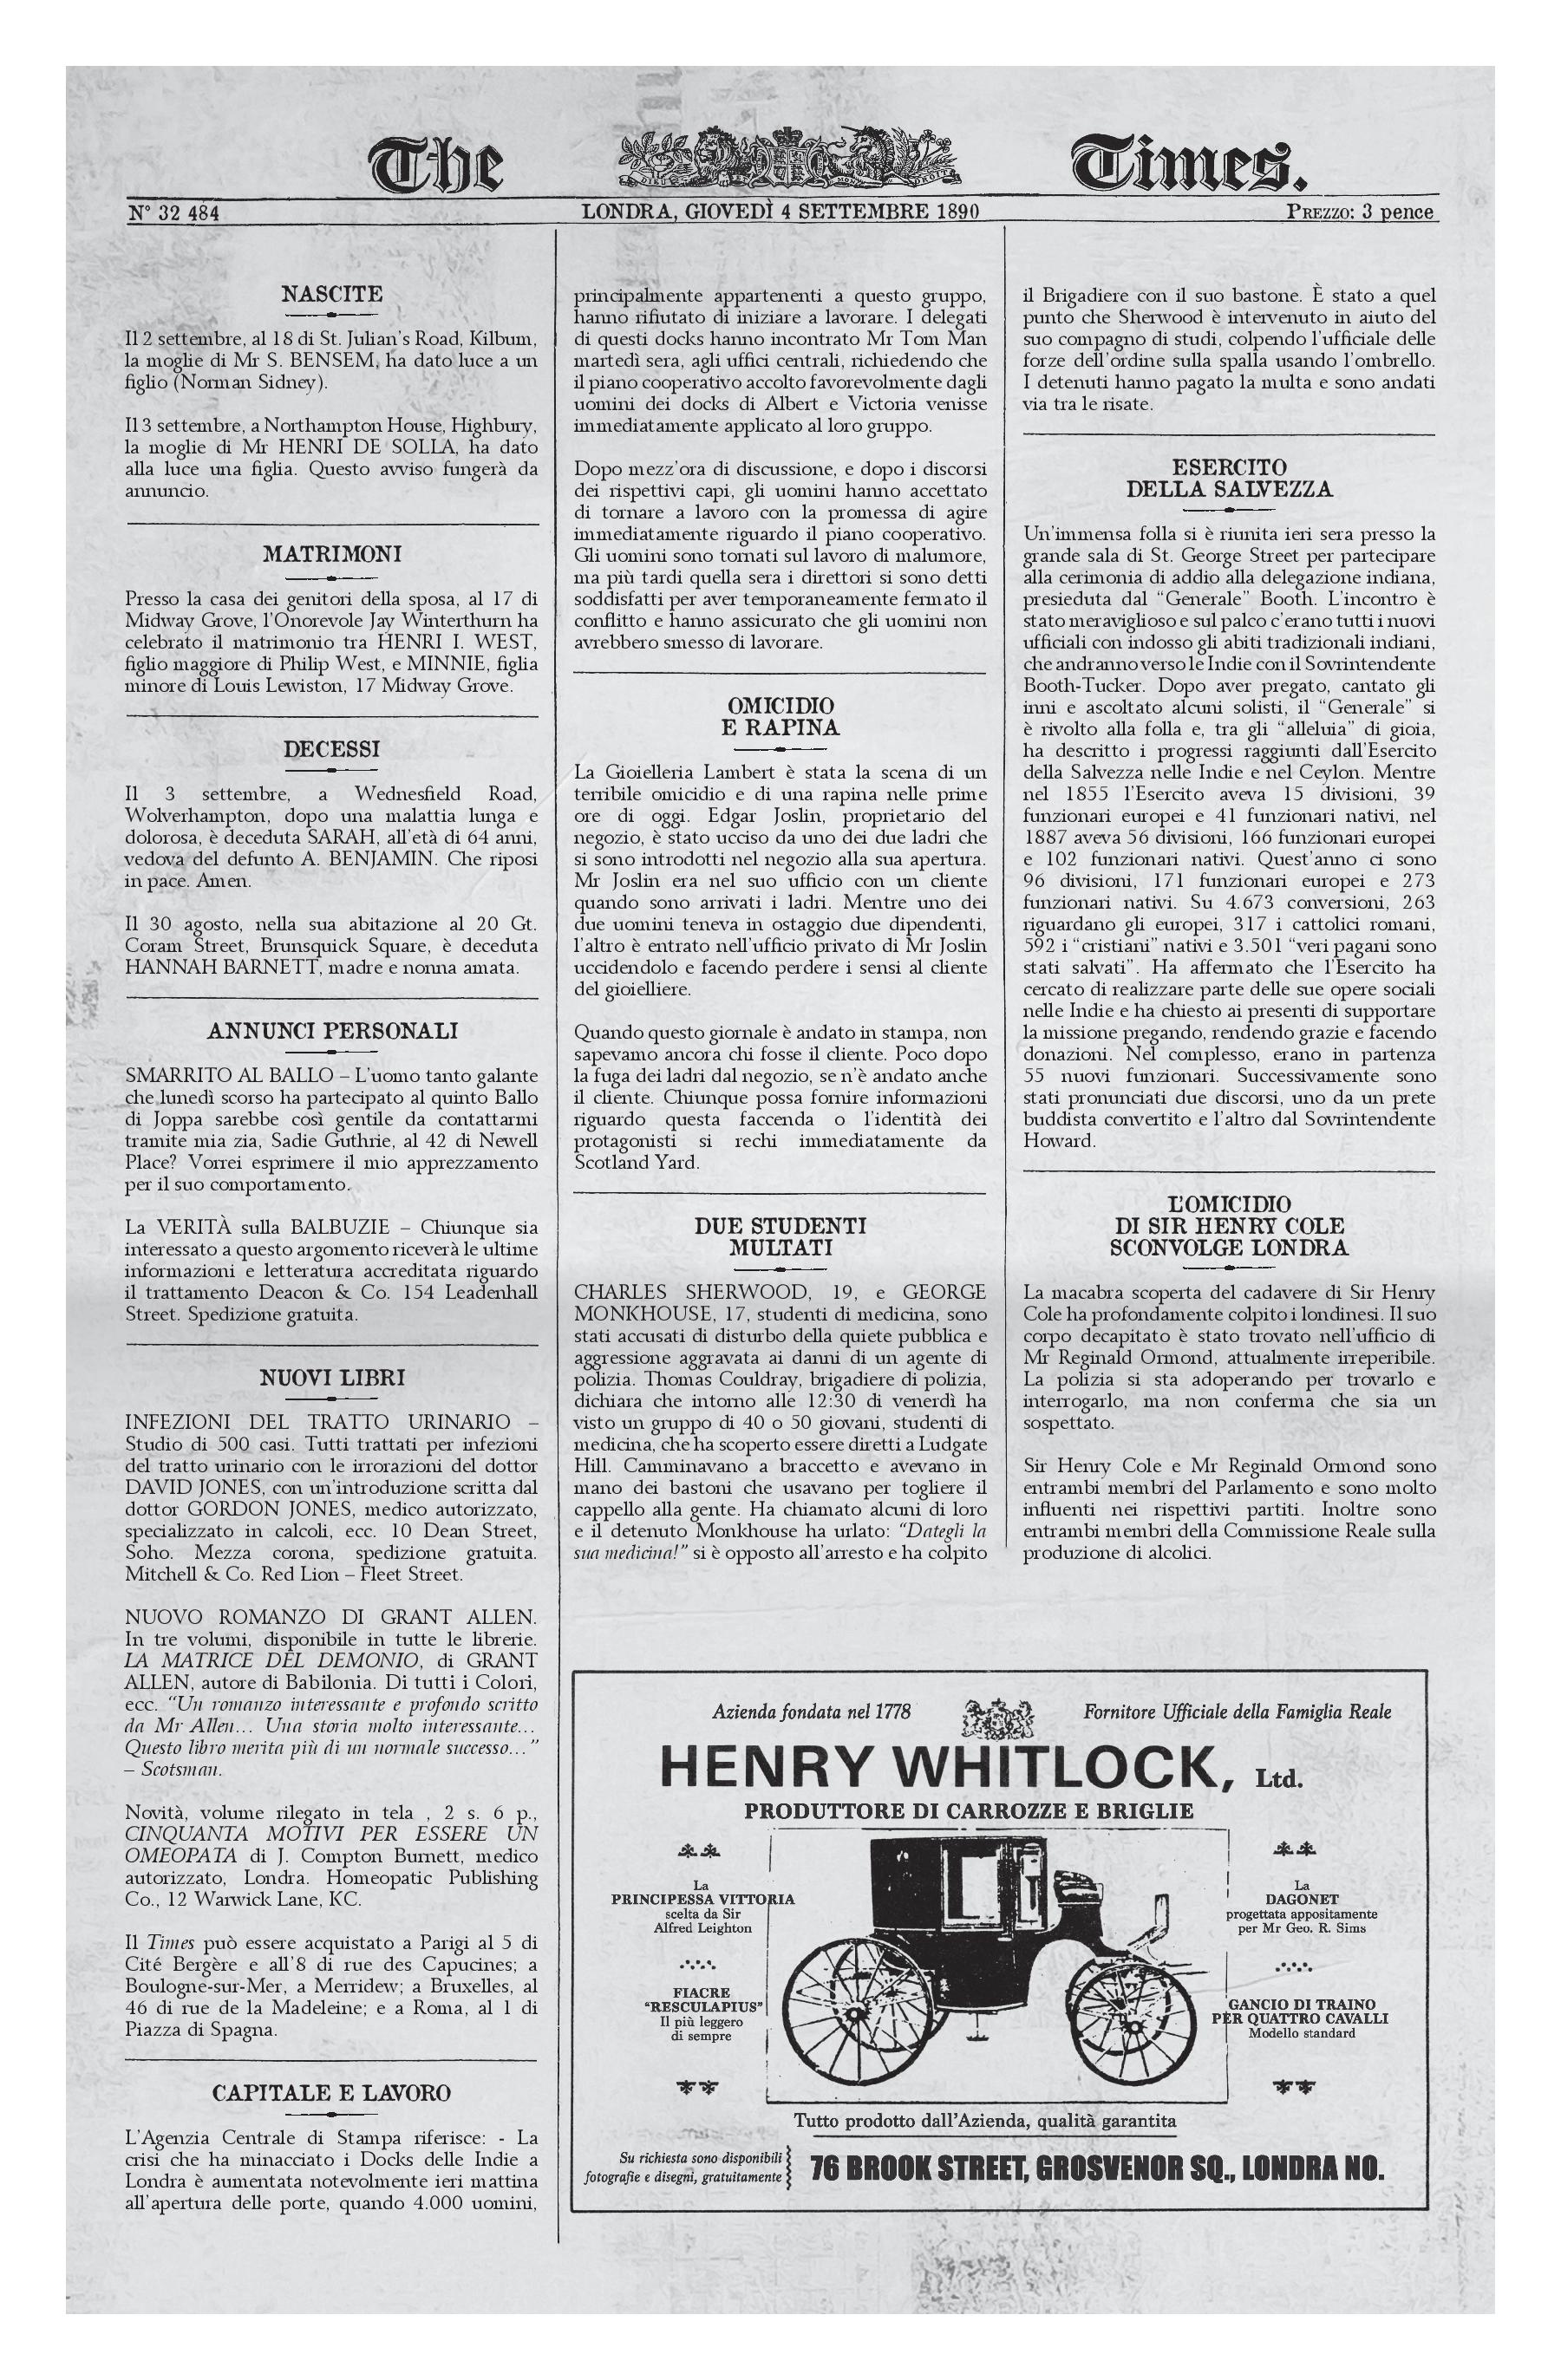 The Times.
N° 32 484
LONDRA, GIOVEDÌ 4 SETTEMBRE 1890
PREZZO: 3 pence
NASCITE
Il 2 settembre, al 18 di St. Julian's Road, Kilbum,
la moglie di Mr S. BENSEM, ha dato luce a un
figlio (Norman Sidney).
Il 3 settembre, a Northampton House, Highbury,
la moglie di Mr HENRI DE SOLLA, ha dato
alla luce una figlia. Questo avviso fungerà da
annuncio.
MATRIMONI
Presso la casa dei genitori della sposa, al 17 di
Midway Grove, l'Onorevole Jay Winterthurn ha
celebrato il matrimonio tra HENRI I. WEST,
figlio maggiore di Philip West, e MINNIE, figlia
minore di Louis Lewiston, 17 Midway Grove.
DECESSI
Il 3 settembre, a Wednesfield Road,
Wolverhampton, dopo una malattia lunga e
dolorosa, è deceduta SARAH, all'età di 64 anni,
vedova del defunto A. BENJAMIN. Che riposi
in pace. Amen.
Il 30 agosto, nella sua abitazione al 20 Gt.
Coram Street, Brunsquick Square, è deceduta
HANNAH BARNETT, madre e nonna amata.
ANNUNCI PERSONALI
SMARRITO AL BALLO – L'uomo tanto galante
che lunedì scorso ha partecipato al quinto Ballo
di Joppa sarebbe così gentile da contattarmi
tramite mia zia, Sadie Guthrie, al 42 di Newell
Place? Vorrei esprimere il mio apprezzamento
per il suo comportamento.
La VERITÀ sulla BALBUZIE – Chiunque sia
interessato a questo argomento riceverà le ultime
informazioni e letteratura accreditata riguardo
il trattamento Deacon & Co. 154 Leadenhall
Street. Spedizione gratuita.
NUOVI LIBRI
INFEZIONI DEL TRATTO URINARIO –
Studio di 500 casi. Tutti trattati per infezioni
del tratto urinario con le irrorazioni del dottor
DAVID JONES, con un'introduzione scritta dal
dottor GORDON JONES, medico autorizzato,
specializzato in calcoli, ecc. 10 Dean Street,
Soho. Mezza corona, spedizione gratuita.
Mitchell & Co. Red Lion – Fleet Street.
NUOVO ROMANZO DI GRANT ALLEN.
In tre volumi, disponibile in tutte le librerie.
LA MATRICE DEL DEMONIO, di GRANT
ALLEN, autore di Babilonia. Di tutti i Colori,
ecc. “Un romanzo interessante e profondo scritto
da Mr Allen… Una storia molto interessante…
Questo libro merita più di un normale successo…”
– Scotsman.
Novità, volume rilegato in tela , 2 s. 6 p.,
CINQUANTA MOTIVI PER ESSERE UN
OMEOPATA di J. Compton Burnett, medico
autorizzato, Londra. Homeopatic Publishing
Co., 12 Warwick Lane, KC.
Il Times può essere acquistato a Parigi al 5 di
Cité Bergère e all'8 di rue des Capucines; a
Boulogne-sur-Mer, a Merridew; a Bruxelles, al
46 di rue de la Madeleine; e a Roma, al 1 di
Piazza di Spagna.
CAPITALE E LAVORO
L'Agenzia Centrale di Stampa riferisce: - La
crisi che ha minacciato i Docks delle Indie a
Londra è aumentata notevolmente ieri mattina
all'apertura delle porte, quando 4.000 uomini,
principalmente appartenenti a questo gruppo,
hanno rifiutato di iniziare a lavorare. I delegati
di questi docks hanno incontrato Mr Tom Man
martedì sera, agli uffici centrali, richiedendo che
il piano cooperativo accolto favorevolmente dagli
uomini dei docks di Albert e Victoria venisse
immediatamente applicato al loro gruppo.
Dopo mezz'ora di discussione, e dopo i discorsi
dei rispettivi capi, gli uomini hanno accettato
di tornare a lavoro con la promessa di agire
immediatamente riguardo il piano cooperativo.
Gli uomini sono tornati sul lavoro di malumore,
ma più tardi quella sera i direttori si sono detti
soddisfatti per aver temporaneamente fermato il
conflitto e hanno assicurato che gli uomini non
avrebbero smesso di lavorare.
OMICIDIO
E RAPINA
La Gioielleria Lambert è stata la scena di un
terribile omicidio e di una rapina nelle prime
ore di oggi. Edgar Joslin, proprietario del
negozio, è stato ucciso da uno dei due ladri che
si sono introdotti nel negozio alla sua apertura.
Mr Joslin era nel suo ufficio con un cliente
quando sono arrivati i ladri. Mentre uno dei
due uomini teneva in ostaggio due dipendenti,
l'altro è entrato nell'ufficio privato di Mr Joslin
uccidendolo e facendo perdere i sensi al cliente
del gioielliere.
Quando questo giornale è andato in stampa, non
sapevamo ancora chi fosse il cliente. Poco dopo
la fuga dei ladri dal negozio, se n'è andato anche
il cliente. Chiunque possa fornire informazioni
riguardo questa faccenda o l'identità dei
protagonisti si rechi immediatamente da
Scotland Yard.
DUE STUDENTI
MULTATI
CHARLES SHERWOOD, 19, e GEORGE
MONKHOUSE, 17, studenti di medicina, sono
stati accusati di disturbo della quiete pubblica e
aggressione aggravata ai danni di un agente di
polizia. Thomas Couldray, brigadiere di polizia,
dichiara che intorno alle 12:30 di venerdì ha
visto un gruppo di 40 o 50 giovani, studenti di
medicina, che ha scoperto essere diretti a Ludgate
Hill. Camminavano a braccetto e avevano in
mano dei bastoni che usavano per togliere il
cappello alla gente. Ha chiamato alcuni di loro
e il detenuto Monkhouse ha urlato: “Dategli la
sua medicina!” si è opposto all'arresto e ha colpito
il Brigadiere con il suo bastone. È stato a quel
punto che Sherwood è intervenuto in aiuto del
suo compagno di studi, colpendo l'ufficiale delle
forze dell'ordine sulla spalla usando l'ombrello.
I detenuti hanno pagato la multa e sono andati
via tra le risate.
ESERCITO
DELLA SALVEZZA
Un'immensa folla si è riunita ieri sera presso la
grande sala di St. George Street per partecipare
alla cerimonia di addio alla delegazione indiana,
presieduta dal “Generale” Booth. L'incontro è
stato meraviglioso e sul palco c'erano tutti i nuovi
ufficiali con indosso gli abiti tradizionali indiani,
che andranno verso le Indie con il Sovrintendente
Booth-Tucker. Dopo aver pregato, cantato gli
inni e ascoltato alcuni solisti, il “Generale” si
è rivolto alla folla e, tra gli “alleluia” di gioia,
ha descritto i progressi raggiunti dall'Esercito
della Salvezza nelle Indie e nel Ceylon. Mentre
nel 1855 l'Esercito aveva 15 divisioni, 39
funzionari europei e 41 funzionari nativi, nel
1887 aveva 56 divisioni, 166 funzionari europei
e 102 funzionari nativi. Quest'anno ci sono
96 divisioni, 171 funzionari europei e 273
funzionari nativi. Su 4.673 conversioni, 263
riguardano gli europei, 317 i cattolici romani,
592 i “cristiani” nativi e 3.501 “veri pagani sono
stati salvati”. Ha affermato che l'Esercito ha
cercato di realizzare parte delle sue opere sociali
nelle Indie e ha chiesto ai presenti di supportare
la missione pregando, rendendo grazie e facendo
donazioni. Nel complesso, erano in partenza
55 nuovi funzionari. Successivamente sono
stati pronunciati due discorsi, uno da un prete
buddista convertito e l'altro dal Sovrintendente
Howard.
L'OMICIDIO
DI SIR HENRY COLE
SCONVOLGE LONDRA
La macabra scoperta del cadavere di Sir Henry
Cole ha profondamente colpito i londinesi. Il suo
corpo decapitato è stato trovato nell'ufficio di
Mr Reginald Ormond, attualmente irreperibile.
La polizia si sta adoperando per trovarlo e
interrogarlo, ma non conferma che sia un
sospettato.
Sir Henry Cole e Mr Reginald Ormond sono
entrambi membri del Parlamento e sono molto
influenti nei rispettivi partiti. Inoltre sono
entrambi membri della Commissione Reale sulla
produzione di alcolici.
Azienda fondata nel 1778
Fornitore Ufficiale della Famiglia Reale
HENRY WHITLOCK, Ltd.
PRODUTTORE DI CARROZZE E BRIGLIE
La
PRINCIPESSA VITTORIA
scelta da Sir
Alfred Leighton
FIACRE
“RESCULAPIUS”
Il più leggero
di sempre
La
DAGONET
progettata appositamente
per Mr Geo. R. Sims
GANCIO DI TRAINO
PER QUATTRO CAVALLI
Modello standard
Tutto prodotto dall'Azienda, qualità garantita
Su richiesta sono disponibili
fotografie e disegni, gratuitamente
76 BROOK STREET, GROSVENOR SQ., LONDRA NO.